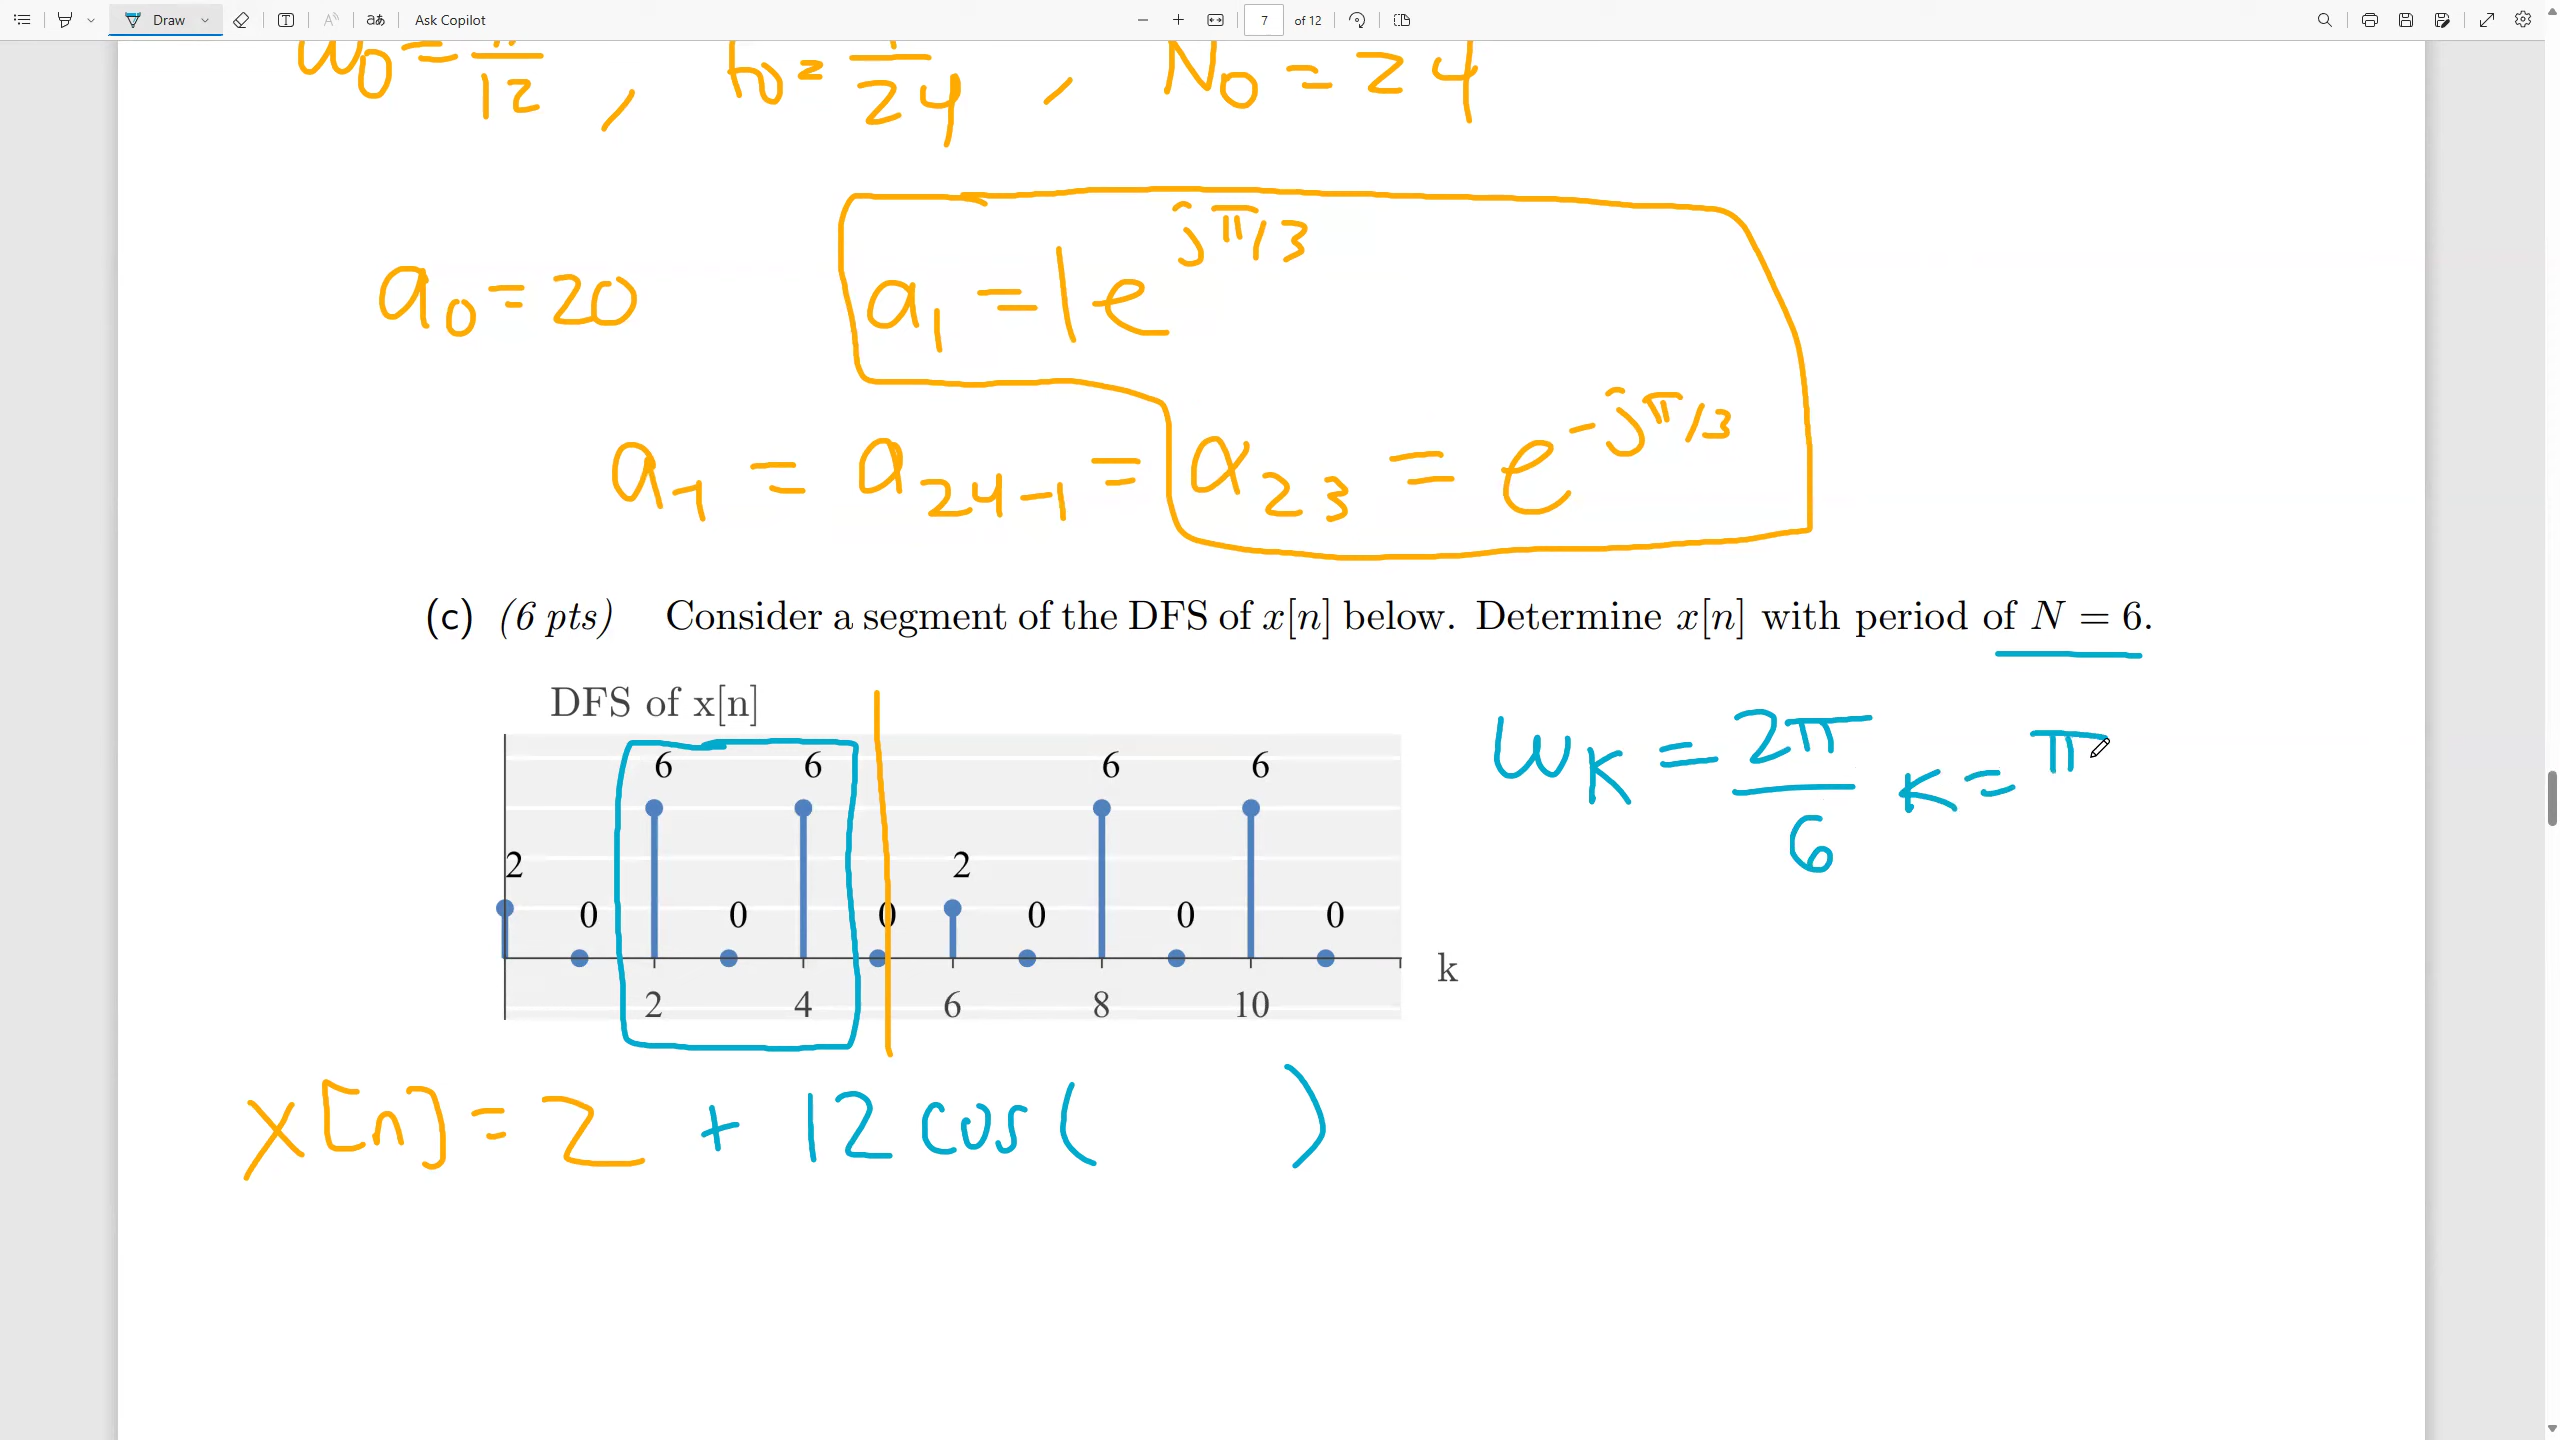 Draw aあ Ask Copilot 7 of 12
ω₀ = π/12 , f₀ = 1/24 , N₀ = 24
a₀ = 20 a₁ = 1e^{jπ/3}
a₋₁ = a₂₄₋₁ = a₂₃ = e^{-jπ/3}
(c) (6 pts) Consider a segment of the DFS of x[n] below. Determine x[n] with period of N = 6.
DFS of x[n]
ω_K = 2π/6 K = π
6 6 6 6
2 2
0 0 0 0 0 0
2 4 6 8 10 k
x[n] = 2 + 12 cos( )